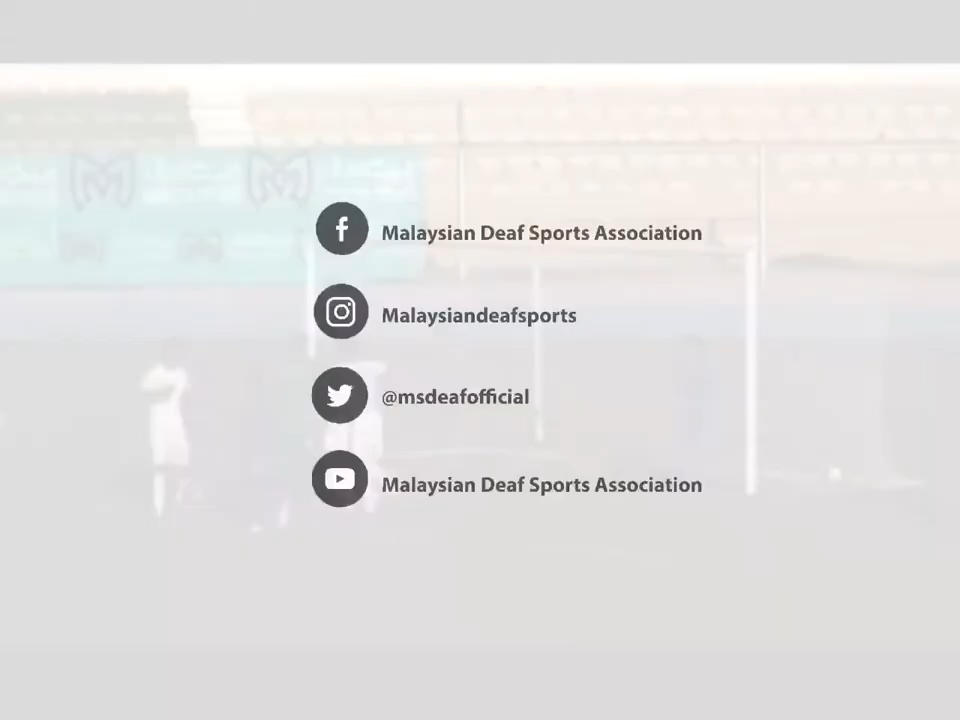 Malaysian Deaf Sports Association
Malaysiandeafsports
@msdeafofficial
Malaysian Deaf Sports Association